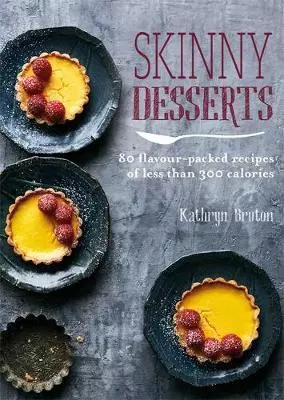 SKINNY
DESSERTS
80 flavour-packed recipes
of less than 300 calories
Kathryn Bruton